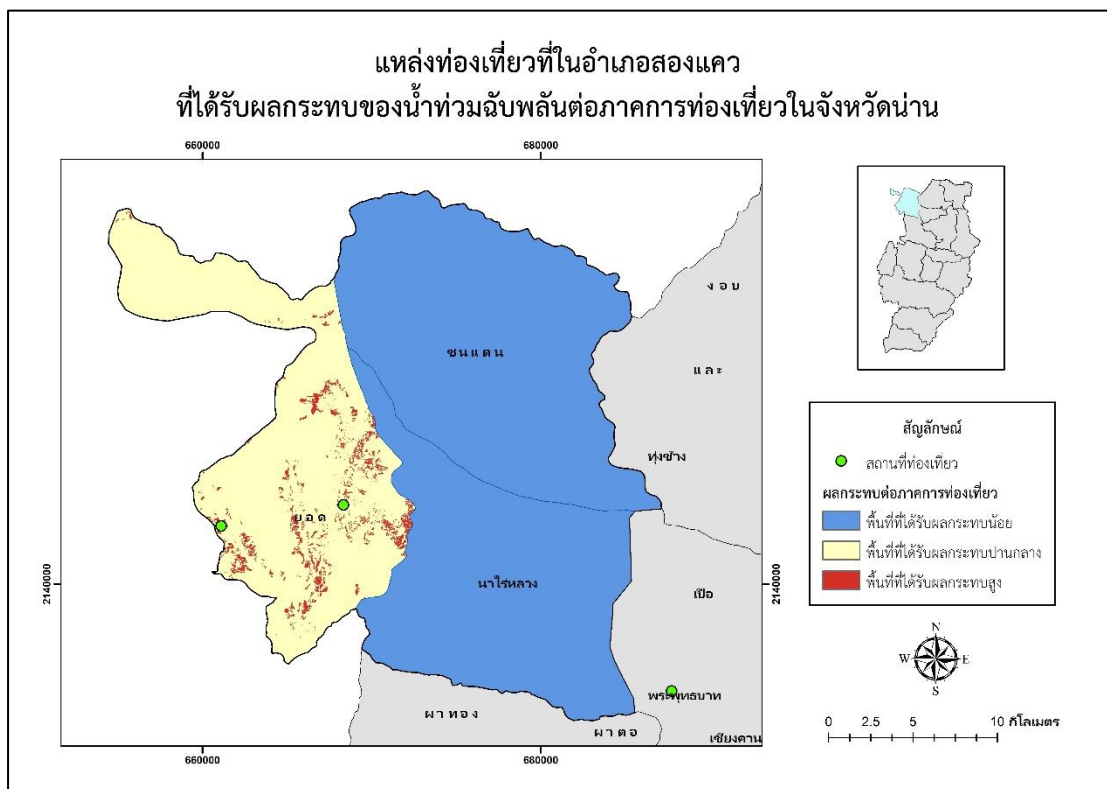 แหล่งท่องเที่ยวที่ในอำเภอสองแคว
ที่ได้รับผลกระทบของน้ำท่วมฉับพลันต่อภาคการท่องเที่ยวในจังหวัดน่าน
660000
680000
งอบ
ชนแดน
และ
ทุ่งช้าง
ยอด
2140000
นาไร่หลวง
เปือ
2140000
พระพุทธบาท
ผาทอง
ผาตอ
เชียงคาน
660000
680000
สัญลักษณ์
สถานที่ท่องเที่ยว
ผลกระทบต่อภาคการท่องเที่ยว
พื้นที่ที่ได้รับผลกระทบน้อย
พื้นที่ที่ได้รับผลกระทบปานกลาง
พื้นที่ที่ได้รับผลกระทบสูง
N
W E
S
0 2.5 5 10 กิโลเมตร